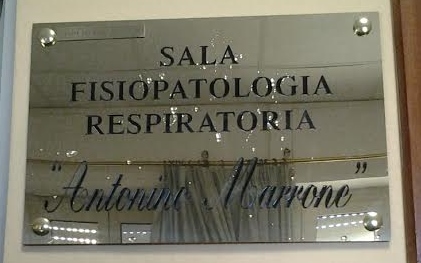 SALA
FISIOPATOLOGIA
RESPIRATORIA
"Antonino Marrone"